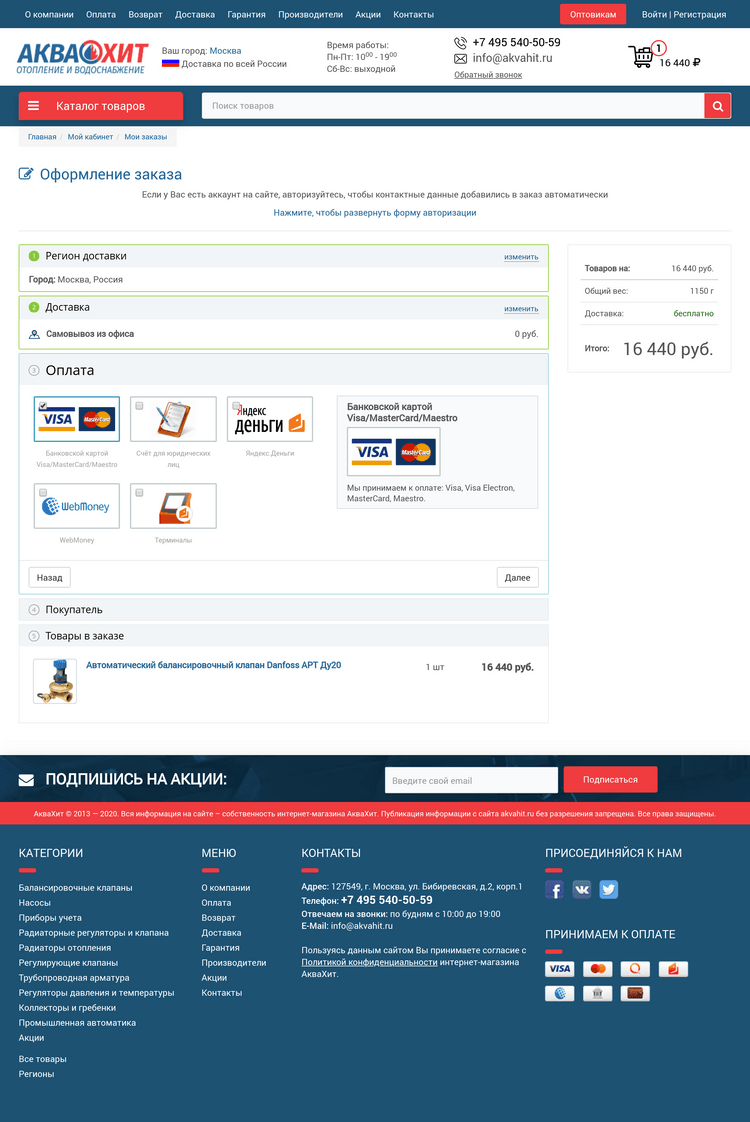 О компании Оплата Возврат Доставка Гарантия Производители Акции Контакты Оптовикам Войти | Регистрация
АКВАХИТ
ОТОПЛЕНИЕ И ВОДОСНАБЖЕНИЕ
Ваш город: Москва
Доставка по всей России
Время работы:
Пн-Пт: 1000 - 1900
Сб-Вс: выходной
+7 495 540-50-59
info@akvahit.ru
Обратный звонок
1
16 440 ₽
Каталог товаров
Поиск товаров
Главная / Мой кабинет / Мои заказы
Оформление заказа
Если у Вас есть аккаунт на сайте, авторизуйтесь, чтобы контактные данные добавились в заказ автоматически
Нажмите, чтобы развернуть форму авторизации
1 Регион доставки изменить
Город: Москва, Россия
2 Доставка изменить
Самовывоз из офиса 0 руб.
3 Оплата
VISA MasterCard
Банковской картой
Visa/MasterCard/Maestro
Счёт для юридических
лиц
Яндекс
деньги
Яндекс.Деньги
WebMoney
WebMoney
Терминалы
Банковской картой
Visa/MasterCard/Maestro
VISA MasterCard
Мы принимаем к оплате: Visa, Visa Electron,
MasterCard, Maestro.
Назад Далее
4 Покупатель
5 Товары в заказе
Автоматический балансировочный клапан Danfoss APT Ду20 1 шт 16 440 руб.
Товаров на: 16 440 руб.
Общий вес: 1150 г
Доставка: бесплатно
Итого: 16 440 руб.
ПОДПИШИСЬ НА АКЦИИ:
Введите свой email
Подписаться
АкваХит © 2013 — 2020. Вся информация на сайте – собственность интернет-магазина АкваХит. Публикация информации с сайта akvahit.ru без разрешения запрещена. Все права защищены.
КАТЕГОРИИ
Балансировочные клапаны
Насосы
Приборы учета
Радиаторные регуляторы и клапана
Радиаторы отопления
Регулирующие клапаны
Трубопроводная арматура
Регуляторы давления и температуры
Коллекторы и гребенки
Промышленная автоматика
Акции
Все товары
Регионы
МЕНЮ
О компании
Оплата
Возврат
Доставка
Гарантия
Производители
Акции
Контакты
КОНТАКТЫ
Адрес: 127549, г. Москва, ул. Бибиревская, д.2, корп.1
Телефон: +7 495 540-50-59
Отвечаем на звонки: по будням с 10:00 до 19:00
E-Mail: info@akvahit.ru
Пользуясь данным сайтом Вы принимаете согласие с
Политикой конфиденциальности интернет-магазина
АкваХит.
ПРИСОЕДИНЯЙСЯ К НАМ
ПРИНИМАЕМ К ОПЛАТЕ
VISA